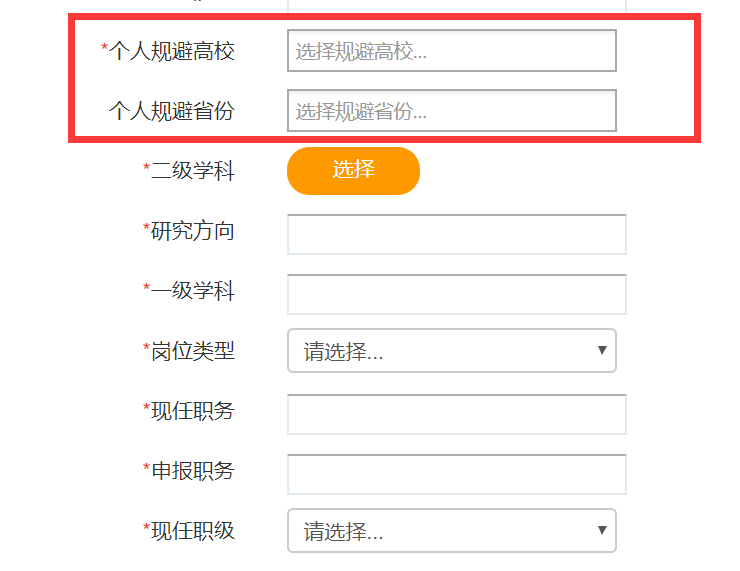 *个人规避高校 选择规避高校...
个人规避省份 选择规避省份...
*二级学科 选择
*研究方向
*一级学科
*岗位类型 请选择...
*现任职务
*申报职务
*现任职级 请选择...